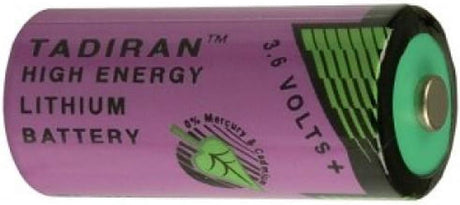 TADIRAN™
HIGH ENERGY
LITHIUM
BATTERY
0% Mercury & Cadmium
3.6 VOLTS +